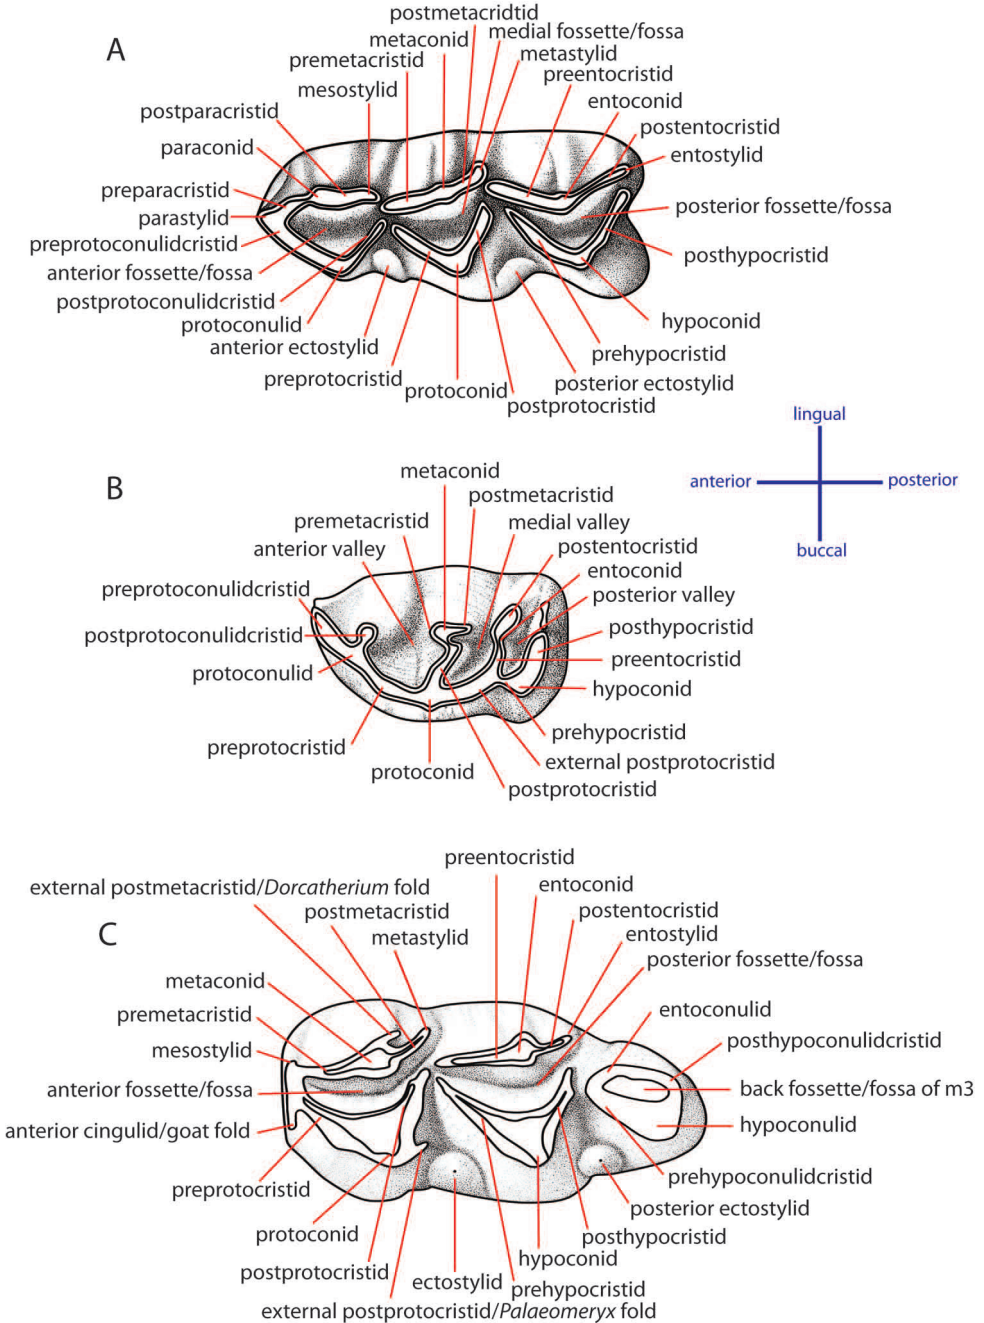 A
postmetacridtid
medial fossette/fossa
metaconid
metastylid
premetacristid
preentocristid
mesostylid
entoconid
postparacristid
postentocristid
paraconid
entostylid
preparacristid
posterior fossette/fossa
parastylid
preprotoconulidcristid
posthypocristid
anterior fossette/fossa
postprotoconulidcristid
protoconulid
hypoconid
anterior ectostylid
prehypocristid
preprotocristid
posterior ectostylid
protoconid
postprotocristid
lingual
anterior
posterior
buccal
B
metaconid
postmetacristid
premetacristid
medial valley
anterior valley
postentocristid
entoconid
preprotoconulidcristid
posterior valley
postprotoconulidcristid
posthypocristid
preentocristid
protoconulid
hypoconid
prehypocristid
preprotocristid
external postprotocristid
protoconid
postprotocristid
C
preentocristid
external postmetacristid/Dorcatherium fold
entoconid
postmetacristid
postentocristid
metastylid
entostylid
posterior fossette/fossa
metaconid
entoconulid
premetacristid
posthypoconulidcristid
mesostylid
anterior fossette/fossa
back fossette/fossa of m3
anterior cingulid/goat fold
hypoconulid
preprotocristid
prehypoconulidcristid
posterior ectostylid
protoconid
posthypocristid
hypoconid
postprotocristid
ectostylid
prehypocristid
external postprotocristid/Palaeomeryx fold